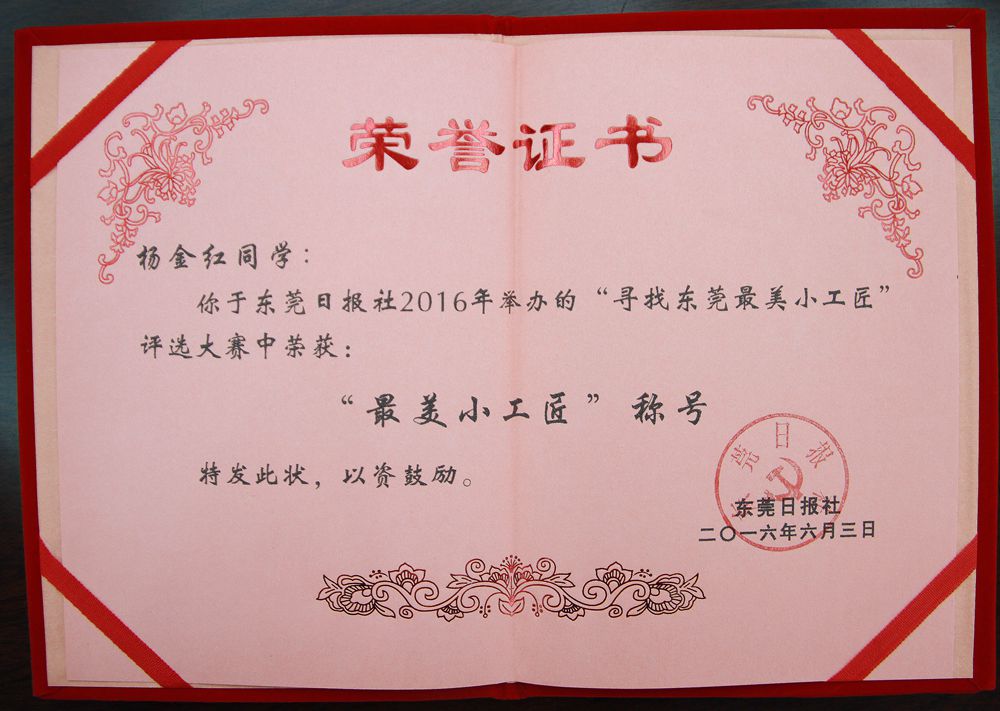 荣誉证书
杨金红同学：
你于东莞日报社2016年举办的“寻找东莞最美小工匠”
评选大赛中荣获：
“最美小工匠”称号
特发此状，以资鼓励。
莞日报
东莞日报社
二〇一六年六月三日